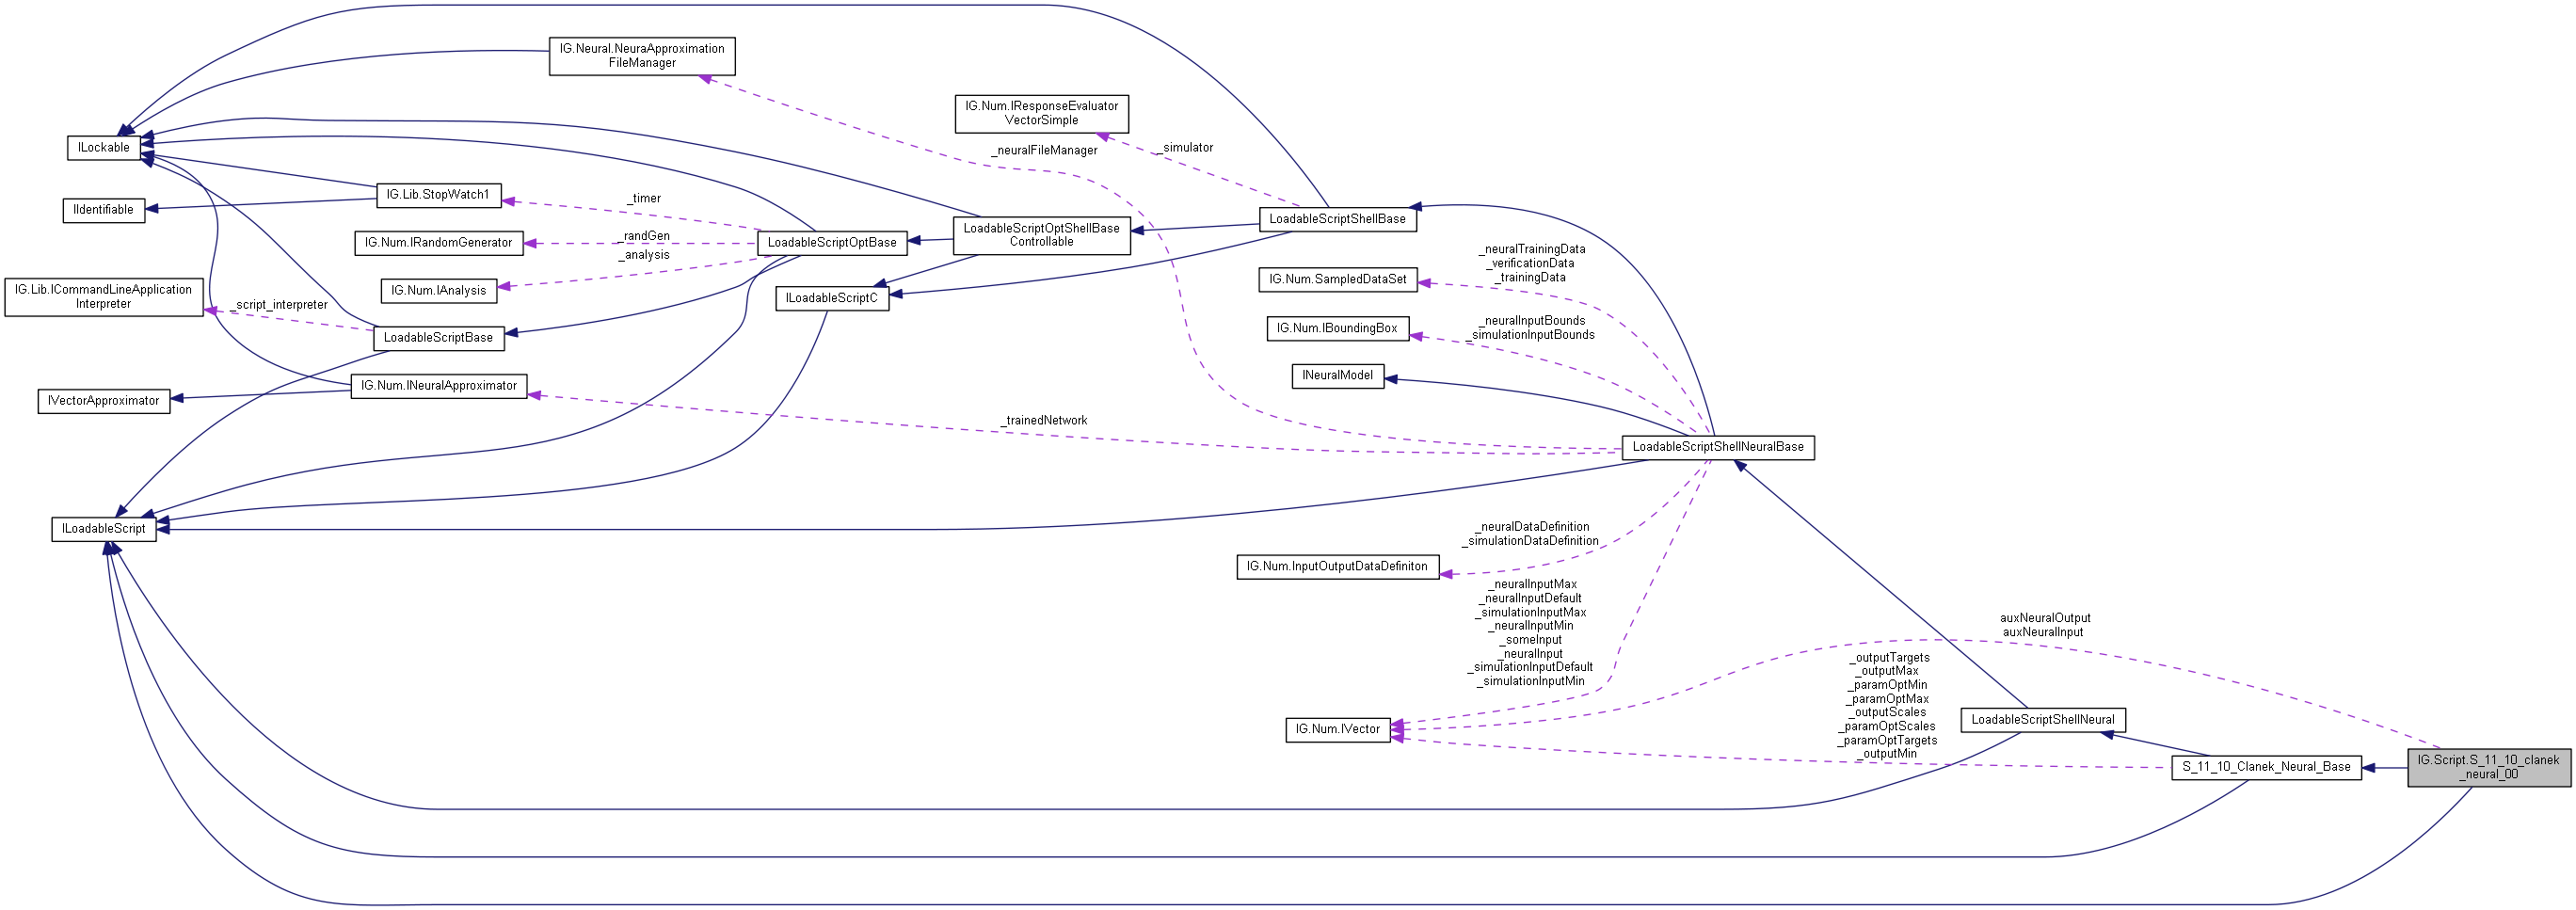 IG.Neural.NeuraApproximation
FileManager
IG.Num.IResponseEvaluator
VectorSimple
ILockable
_neuralFileManager
_simulator
IG.Lib.StopWatch1
_timer
IIdentifiable
LoadableScriptShellBase
LoadableScriptOptShellBase
Controllable
_randGen
IG.Num.IRandomGenerator
LoadableScriptOptBase
_analysis
_neuralTrainingData
_verificationData
_trainingData
IG.Num.SampledDataSet
IG.Lib.ICommandLineApplication
Interpreter
IG.Num.IAnalysis
ILoadableScriptC
_script_interpreter
LoadableScriptBase
IG.Num.IBoundingBox
_neuralInputBounds
_simulationInputBounds
INeuralModel
IG.Num.INeuralApproximator
IVectorApproximator
_trainedNetwork
LoadableScriptShellNeuralBase
ILoadableScript
_neuralDataDefinition
_simulationDataDefinition
IG.Num.InputOutputDataDefiniton
_neuralInputMax
_neuralInputDefault
_simulationInputMax
_neuralInputMin
_someInput
_neuralInput
_simulationInputDefault
_simulationInputMin
auxNeuralOutput
auxNeuralInput
_outputTargets
_outputMax
_paramOptMin
_paramOptMax
_outputScales
_paramOptScales
_paramOptTargets
_outputMin
IG.Num.IVector
LoadableScriptShellNeural
S_11_10_Clanek_Neural_Base
IG.Script.S_11_10_clanek
_neural_00